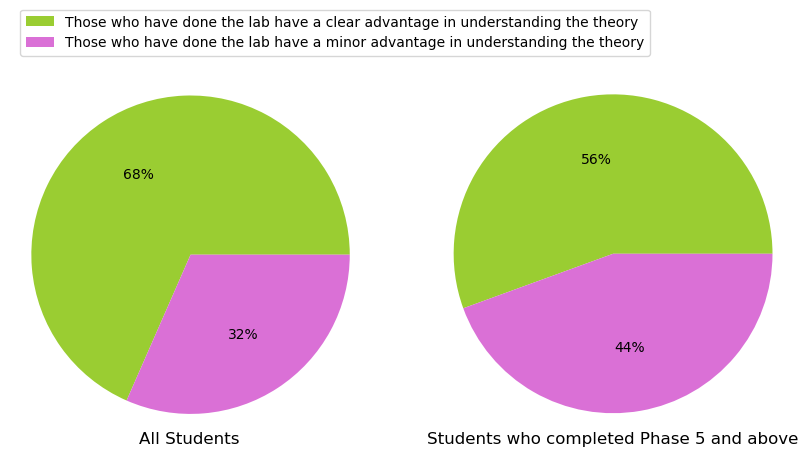 Those who have done the lab have a clear advantage in understanding the theory
Those who have done the lab have a minor advantage in understanding the theory
68%
32%
All Students
56%
44%
Students who completed Phase 5 and above